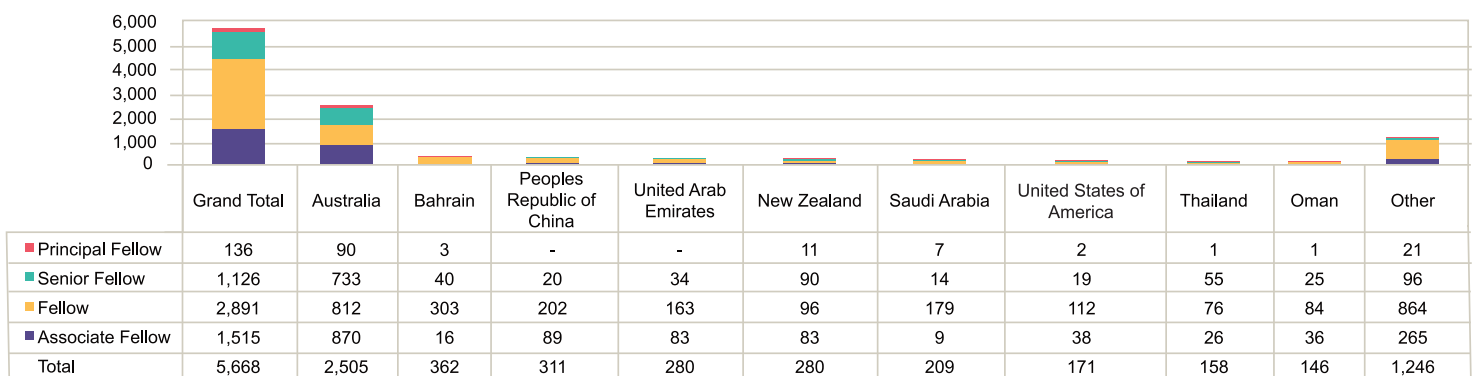 6,000
5,000
4,000
3,000
2,000
1,000
0
Grand Total Australia Bahrain Peoples Republic of China United Arab Emirates New Zealand Saudi Arabia United States of America Thailand Oman Other
Principal Fellow 136 90 3 - - 11 7 2 1 1 21
Senior Fellow 1,126 733 40 20 34 90 14 19 55 25 96
Fellow 2,891 812 303 202 163 96 179 112 76 84 864
Associate Fellow 1,515 870 16 89 83 83 9 38 26 36 265
Total 5,668 2,505 362 311 280 280 209 171 158 146 1,246